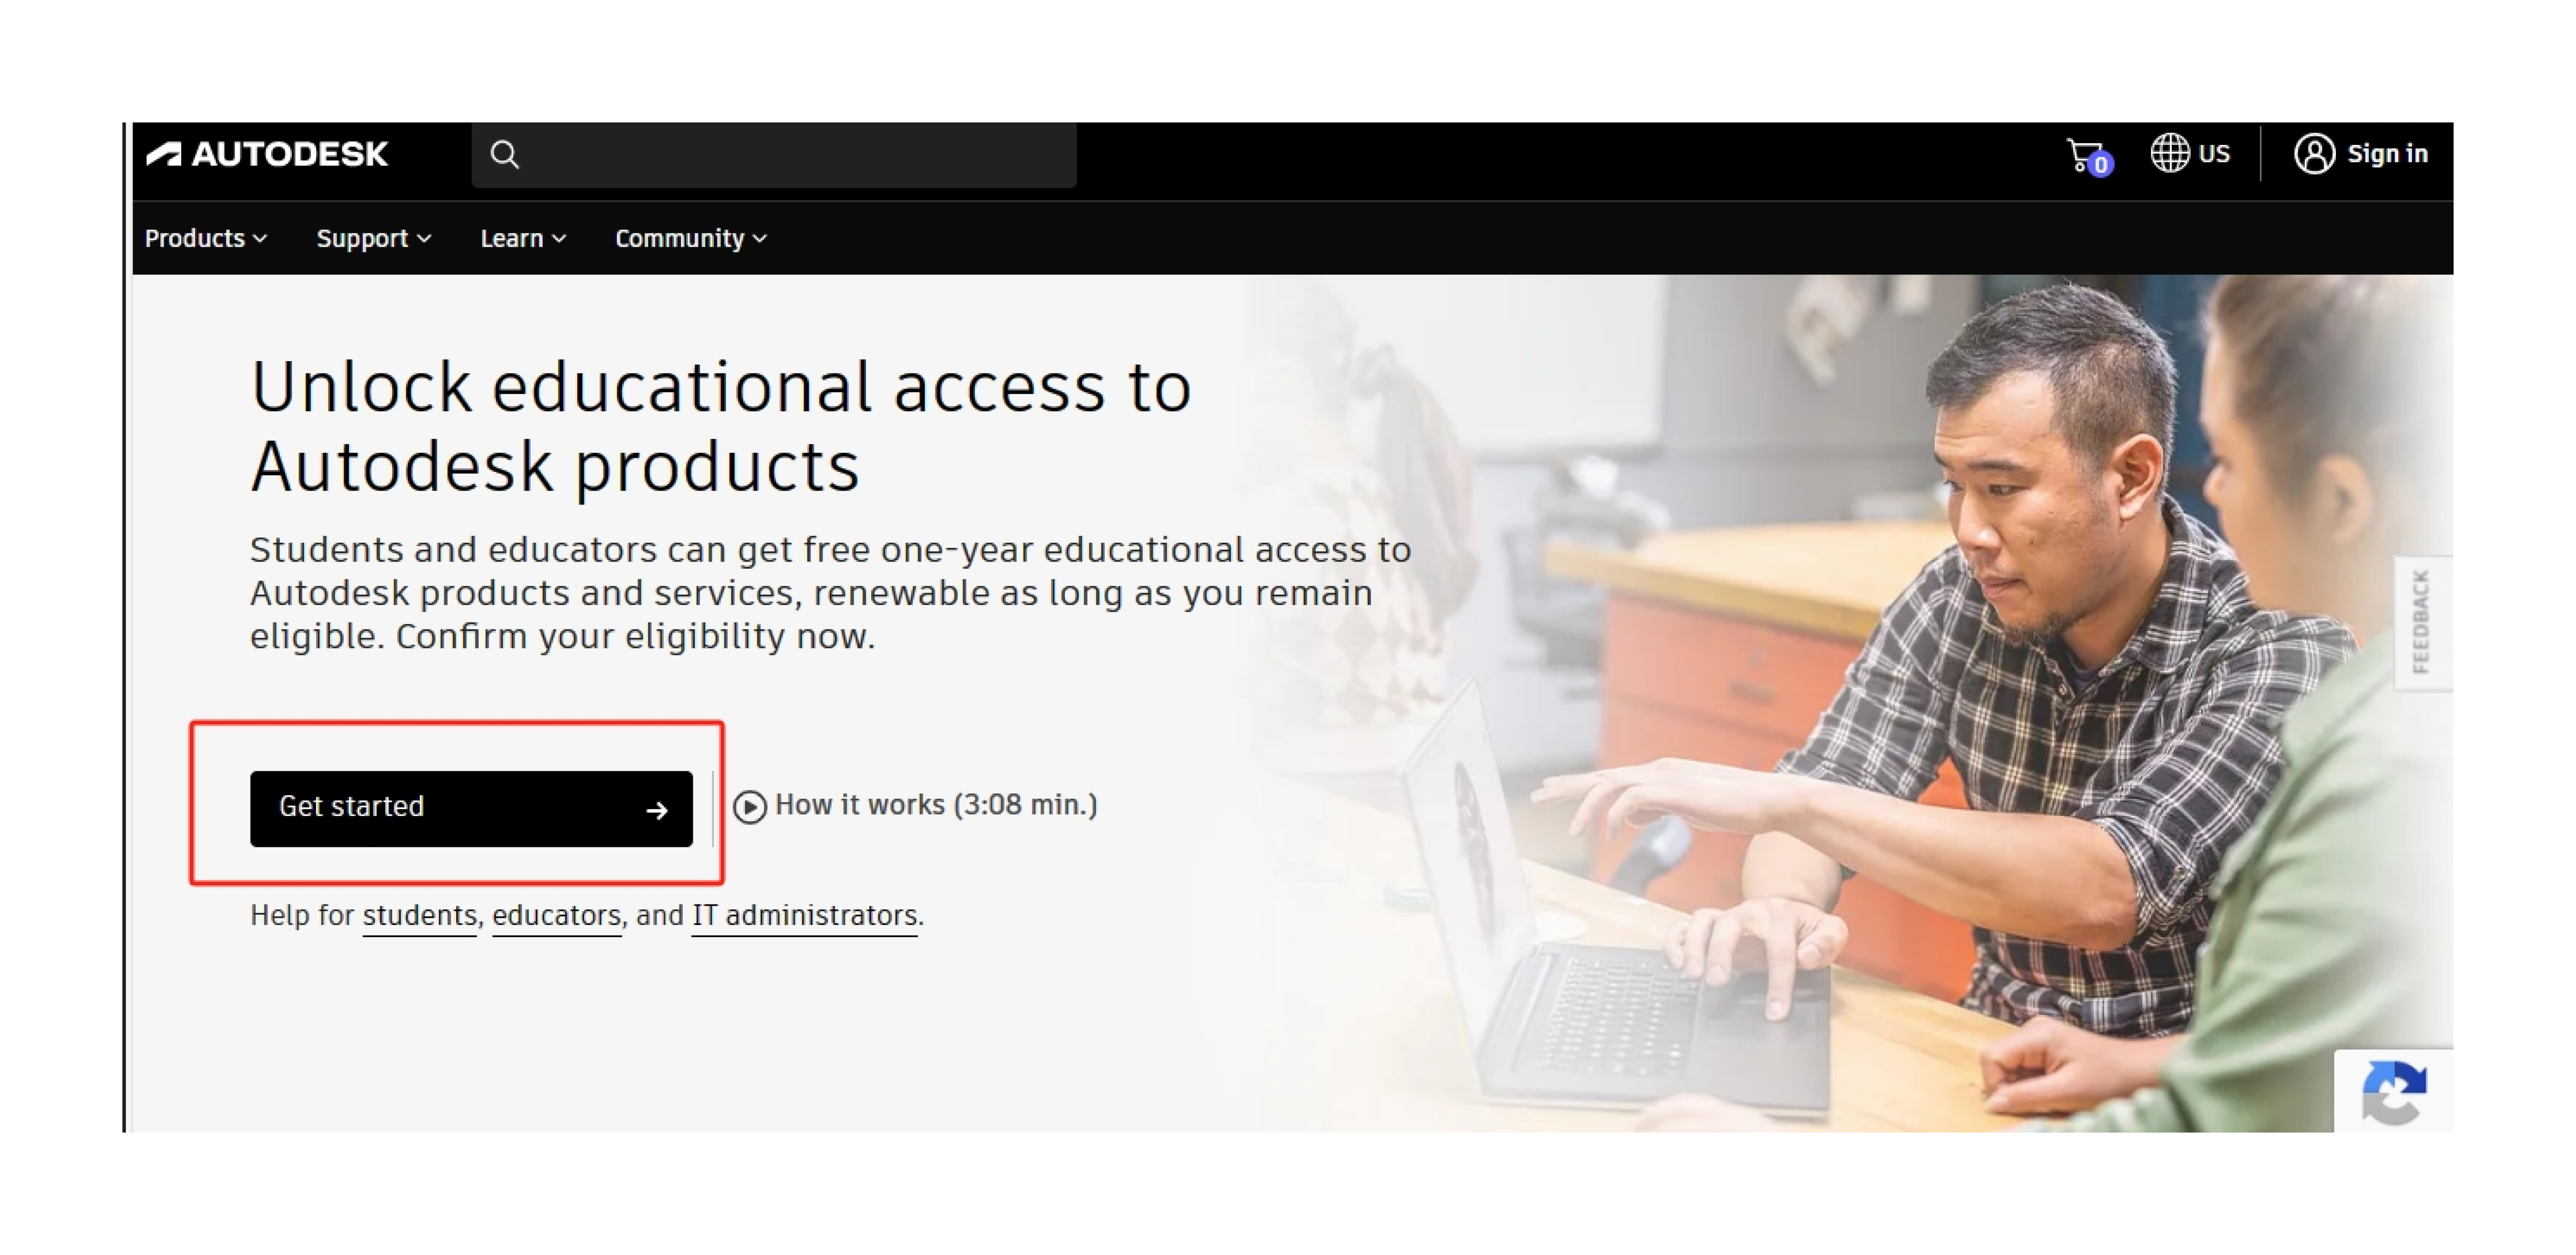 AUTODESK
0
US
Sign in
Products
Support
Learn
Community
Unlock educational access to
Autodesk products
Students and educators can get free one-year educational access to
Autodesk products and services, renewable as long as you remain
eligible. Confirm your eligibility now.
FEEDBACK
Get started
How it works (3:08 min.)
Help for students, educators, and IT administrators.